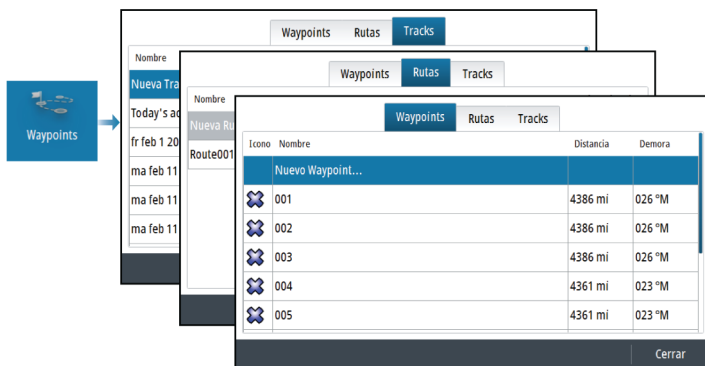 Waypoints
Waypoints Rutas Tracks
Nombre
Nueva Tra
Today's ac
fr feb 1 20
ma feb 11
ma feb 11
ma feb 11
Waypoints Rutas Tracks
Nombre
Nueva Ru
Route001
Waypoints Rutas Tracks
Icono Nombre Distancia Demora
Nuevo Waypoint...
001 4386 mi 026 °M
002 4386 mi 026 °M
003 4386 mi 026 °M
004 4361 mi 023 °M
005 4361 mi 023 °M
Cerrar